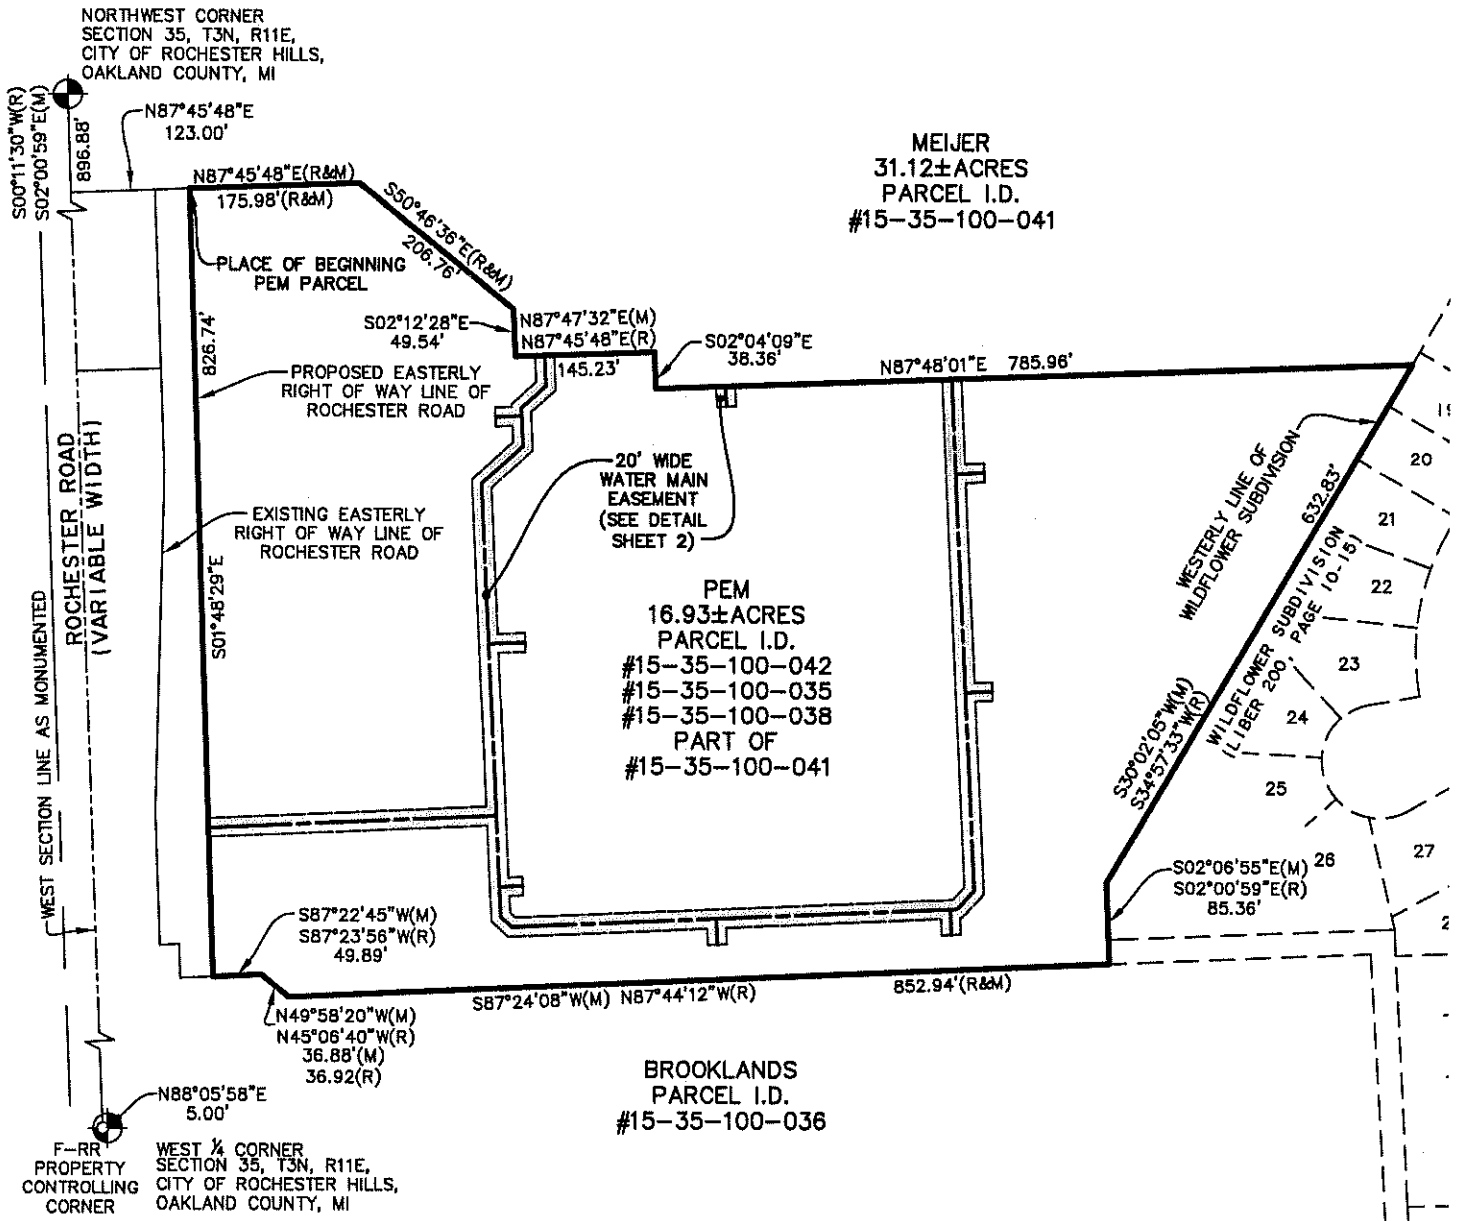 NORTHWEST CORNER
SECTION 35, T3N, R11E,
CITY OF ROCHESTER HILLS,
OAKLAND COUNTY, MI
S00°11'30"W(R)
S02°00'59"E(M)
896.88'
N87°45'48"E
123.00'
N87°45'48"E(R&M)
175.98'(R&M)
S50°46'36"E(R&M)
206.76'
MEIJER
31.12±ACRES
PARCEL I.D.
#15-35-100-041
PLACE OF BEGINNING
PEM PARCEL
S02°12'28"E
49.54'
N87°47'32"E(M)
N87°45'48"E(R)
145.23'
S02°04'09"E
38.36'
N87°48'01"E 785.96'
826.74'
PROPOSED EASTERLY
RIGHT OF WAY LINE OF
ROCHESTER ROAD
20' WIDE
WATER MAIN
EASEMENT
(SEE DETAIL
SHEET 2)
EXISTING EASTERLY
RIGHT OF WAY LINE OF
ROCHESTER ROAD
ROCHESTER ROAD
(VARIABLE WIDTH)
S01°48'29"E
WEST SECTION LINE AS MONUMENTED
PEM
16.93±ACRES
PARCEL I.D.
#15-35-100-042
#15-35-100-035
#15-35-100-038
PART OF
#15-35-100-041
WESTERLY LINE OF
WILDFLOWER SUBDIVISION
632.83'
WILDFLOWER SUBDIVISION
(LIBER 200, PAGE 10-15)
S30°02'05"W(M)
S34°57'33"W(R)
19
20
21
22
23
24
25
26
27
2
S02°06'55"E(M)
S02°00'59"E(R)
85.36'
S87°22'45"W(M)
S87°23'56"W(R)
49.89'
S87°24'08"W(M) N87°44'12"W(R)
852.94'(R&M)
N49°58'20"W(M)
N45°06'40"W(R)
36.88'(M)
36.92(R)
BROOKLANDS
PARCEL I.D.
#15-35-100-036
N88°05'58"E
5.00'
F-RR
PROPERTY
CONTROLLING
CORNER
WEST ¼ CORNER
SECTION 35, T3N, R11E,
CITY OF ROCHESTER HILLS,
OAKLAND COUNTY, MI